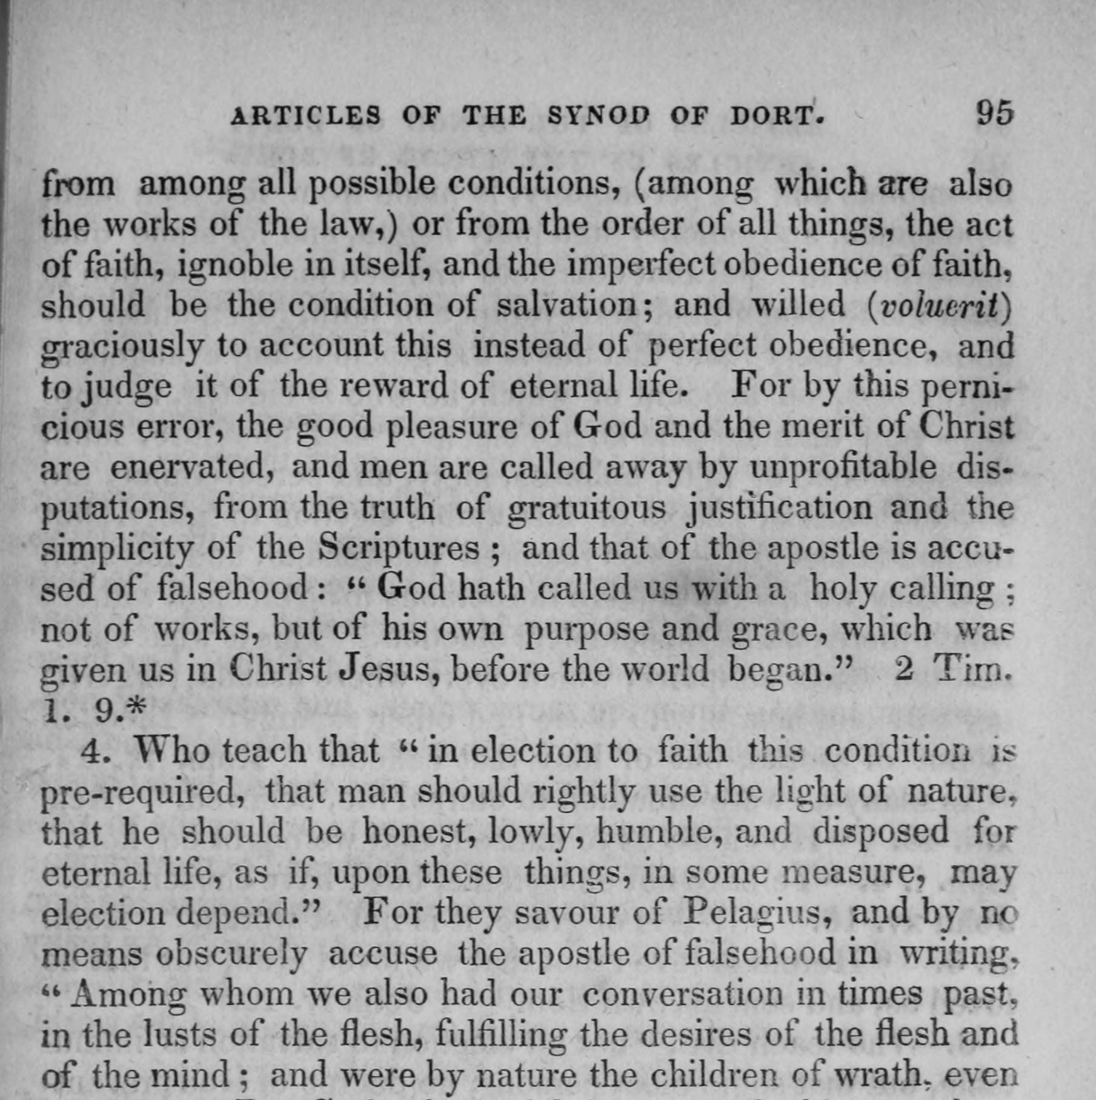 ARTICLES OF THE SYNOD OF DORT. 95
from among all possible conditions, (among which are also
the works of the law,) or from the order of all things, the act
of faith, ignoble in itself, and the imperfect obedience of faith,
should be the condition of salvation; and willed (voluerit)
graciously to account this instead of perfect obedience, and
to judge it of the reward of eternal life. For by this perni-
cious error, the good pleasure of God and the merit of Christ
are enervated, and men are called away by unprofitable dis-
putations, from the truth of gratuitous justification and the
simplicity of the Scriptures ; and that of the apostle is accu-
sed of falsehood : “ God hath called us with a holy calling ;
not of works, but of his own purpose and grace, which was
given us in Christ Jesus, before the world began.” 2 Tim.
1. 9.*
4. Who teach that “ in election to faith this condition is
pre-required, that man should rightly use the light of nature,
that he should be honest, lowly, humble, and disposed for
eternal life, as if, upon these things, in some measure, may
election depend.” For they savour of Pelagius, and by no
means obscurely accuse the apostle of falsehood in writing,
“ Among whom we also had our conversation in times past,
in the lusts of the flesh, fulfilling the desires of the flesh and
of the mind ; and were by nature the children of wrath, even